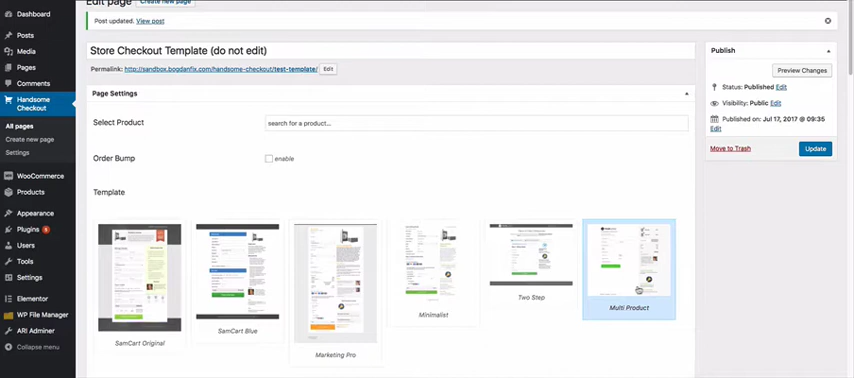 Edit page
Create new page
Post updated. View post
Dashboard
Posts
Media
Pages
Comments
Handsome
Checkout
All pages
Create new page
Settings
WooCommerce
Products
Appearance
Plugins 5
Users
Tools
Settings
Elementor
WP File Manager
ARI Adminer
Collapse menu
Store Checkout Template (do not edit)
Permalink: http://sandbox.bogdanfix.com/handsome-checkout/test-template/ Edit
Page Settings
Select Product
search for a product...
Order Bump
enable
Template
SamCart Original
SamCart Blue
Marketing Pro
Minimalist
Two Step
Multi Product
Publish
Preview Changes
Status: Published Edit
Visibility: Public Edit
Published on: Jul 17, 2017 @ 09:35
Edit
Move to Trash
Update